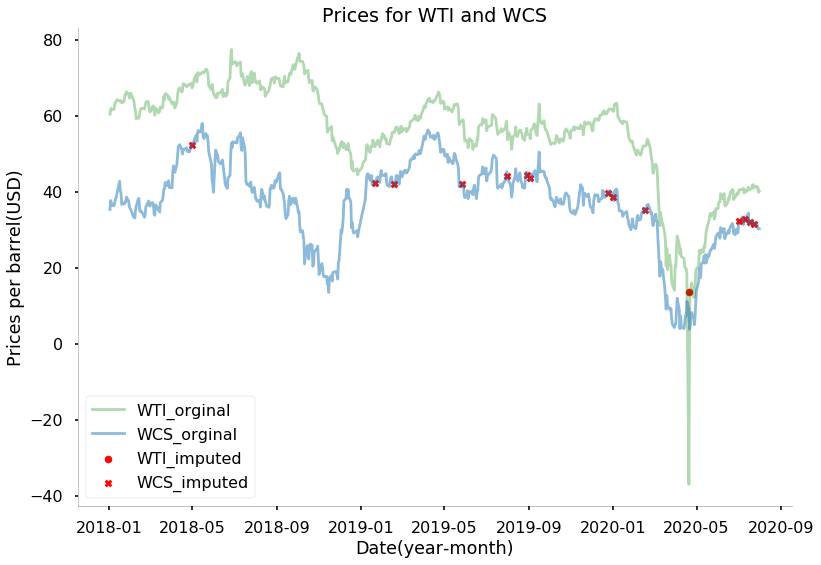 Prices for WTI and WCS
Prices per barrel(USD)
80
60
40
20
0
−20
−40
WTI_orginal
WCS_orginal
WTI_imputed
WCS_imputed
2018-01 2018-05 2018-09 2019-01 2019-05 2019-09 2020-01 2020-05 2020-09
Date(year-month)